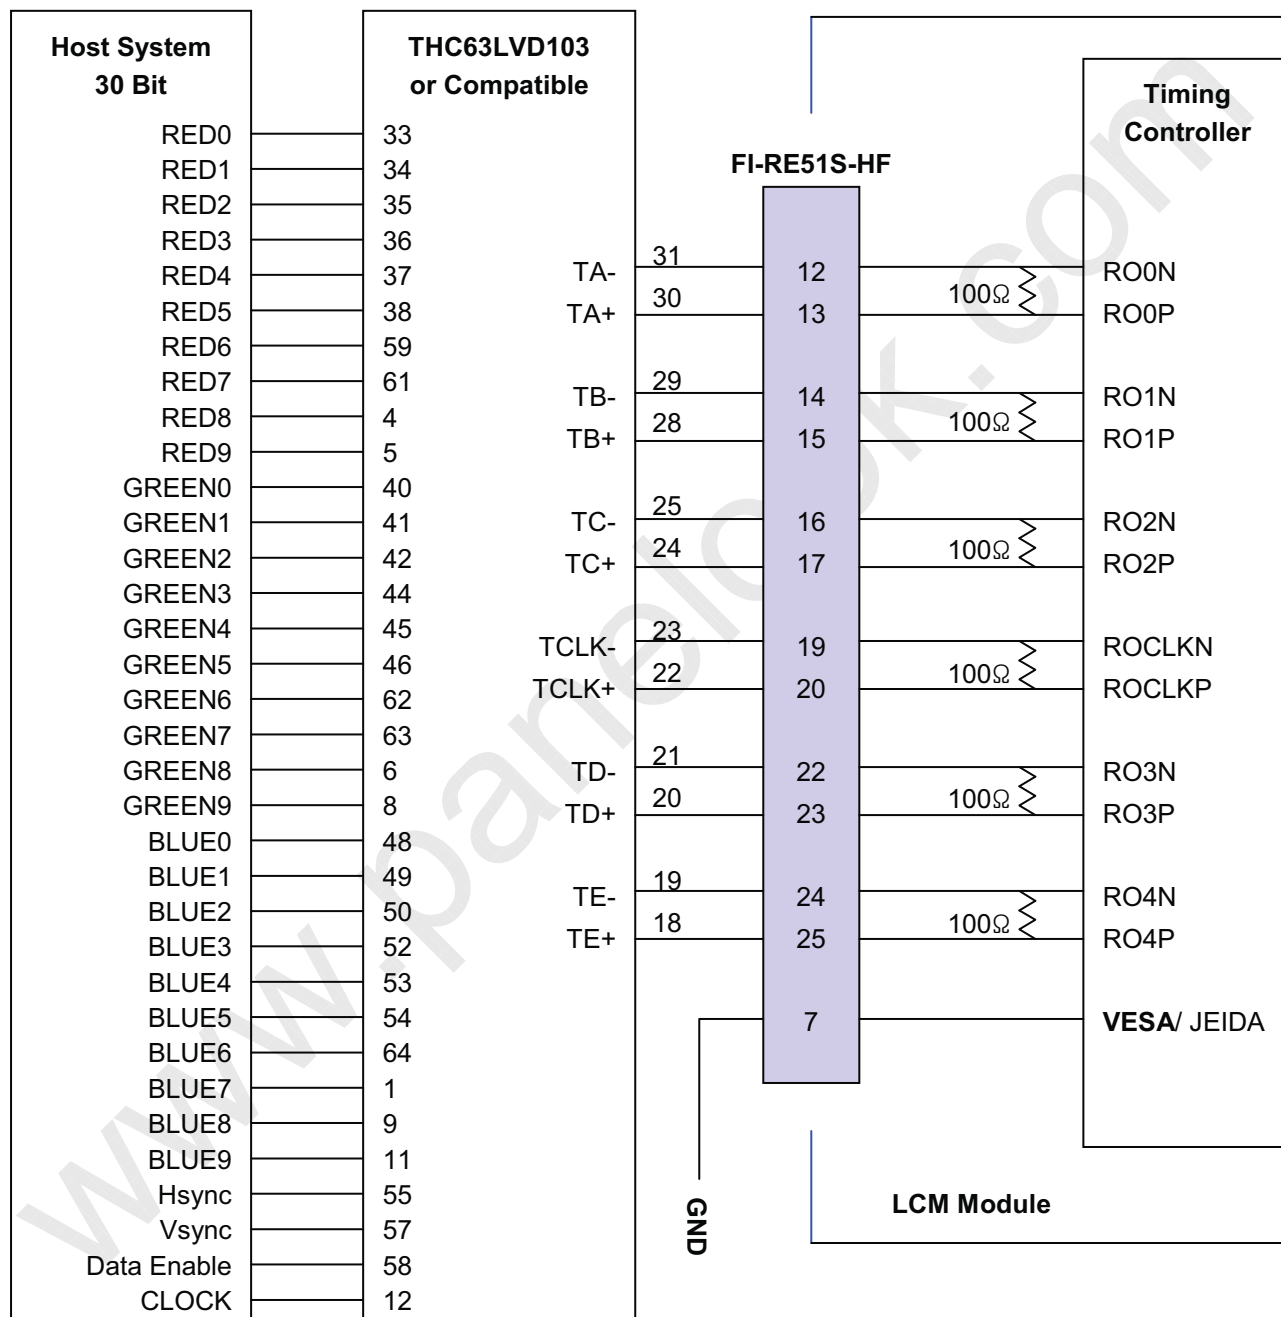 Host System
30 Bit
RED0
RED1
RED2
RED3
RED4
RED5
RED6
RED7
RED8
RED9
GREEN0
GREEN1
GREEN2
GREEN3
GREEN4
GREEN5
GREEN6
GREEN7
GREEN8
GREEN9
BLUE0
BLUE1
BLUE2
BLUE3
BLUE4
BLUE5
BLUE6
BLUE7
BLUE8
BLUE9
Hsync
Vsync
Data Enable
CLOCK
THC63LVD103
or Compatible
33
34
35
36
37
38
59
61
4
5
40
41
42
44
45
46
62
63
6
8
48
49
50
52
53
54
64
1
9
11
55
57
58
12
TA-
TA+
TB-
TB+
TC-
TC+
TCLK-
TCLK+
TD-
TD+
TE-
TE+
31
30
29
28
25
24
23
22
21
20
19
18
GND
FI-RE51S-HF
12
13
14
15
16
17
19
20
22
23
24
25
7
100Ω
100Ω
100Ω
100Ω
100Ω
100Ω
LCM Module
Timing
Controller
RO0N
RO0P
RO1N
RO1P
RO2N
RO2P
ROCLKN
ROCLKP
RO3N
RO3P
RO4N
RO4P
VESA/ JEIDA
www.panelook.com